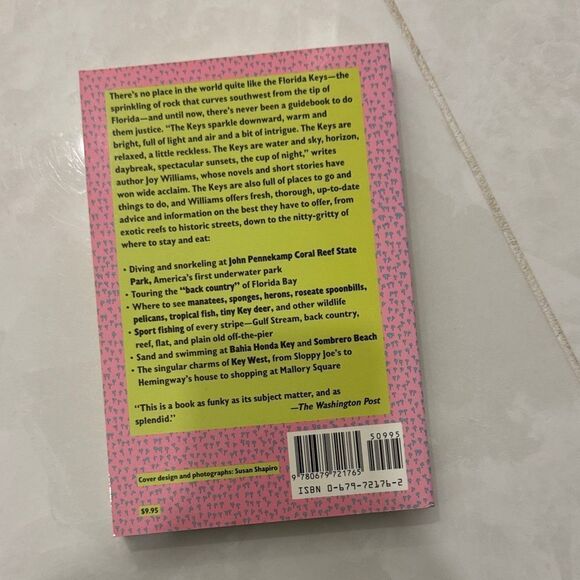 There's no place in the world quite like the Florida Keys—the
sprinkling of rock that curves southwest from the tip of
Florida—and until now, there's never been a guidebook to do
them justice. "The Keys sparkle downward, warm and
bright, full of light and air and a bit of intrigue. The Keys are
relaxed, a little reckless. The Keys are water and sky, horizon,
daybreak, spectacular sunsets, the cup of night," writes
author Joy Williams, whose novels and short stories have
won wide acclaim. The Keys are also full of places to go and
things to do, and Williams offers fresh, thorough, up-to-date
advice and information on the best they have to offer, from
exotic reefs to historic streets, down to the nitty-gritty of
where to stay and eat:
• Diving and snorkeling at John Pennekamp Coral Reef State
Park, America's first underwater park
• Touring the "back country" of Florida Bay
• Where to see manatees, sponges, herons, roseate spoonbills,
pelicans, tropical fish, tiny Key deer, and other wildlife
• Sport fishing of every stripe—Gulf Stream, back country,
reef, flat, and plain old off-the-pier
• Sand and swimming at Bahia Honda Key and Sombrero Beach
• The singular charms of Key West, from Sloppy Joe's to
Hemingway's house to shopping at Mallory Square
"This is a book as funky as its subject matter, and as
splendid."
—The Washington Post
50995
9 780679 721765
ISBN 0-679-72176-2
Cover design and photographs: Susan Shapiro
$9.95